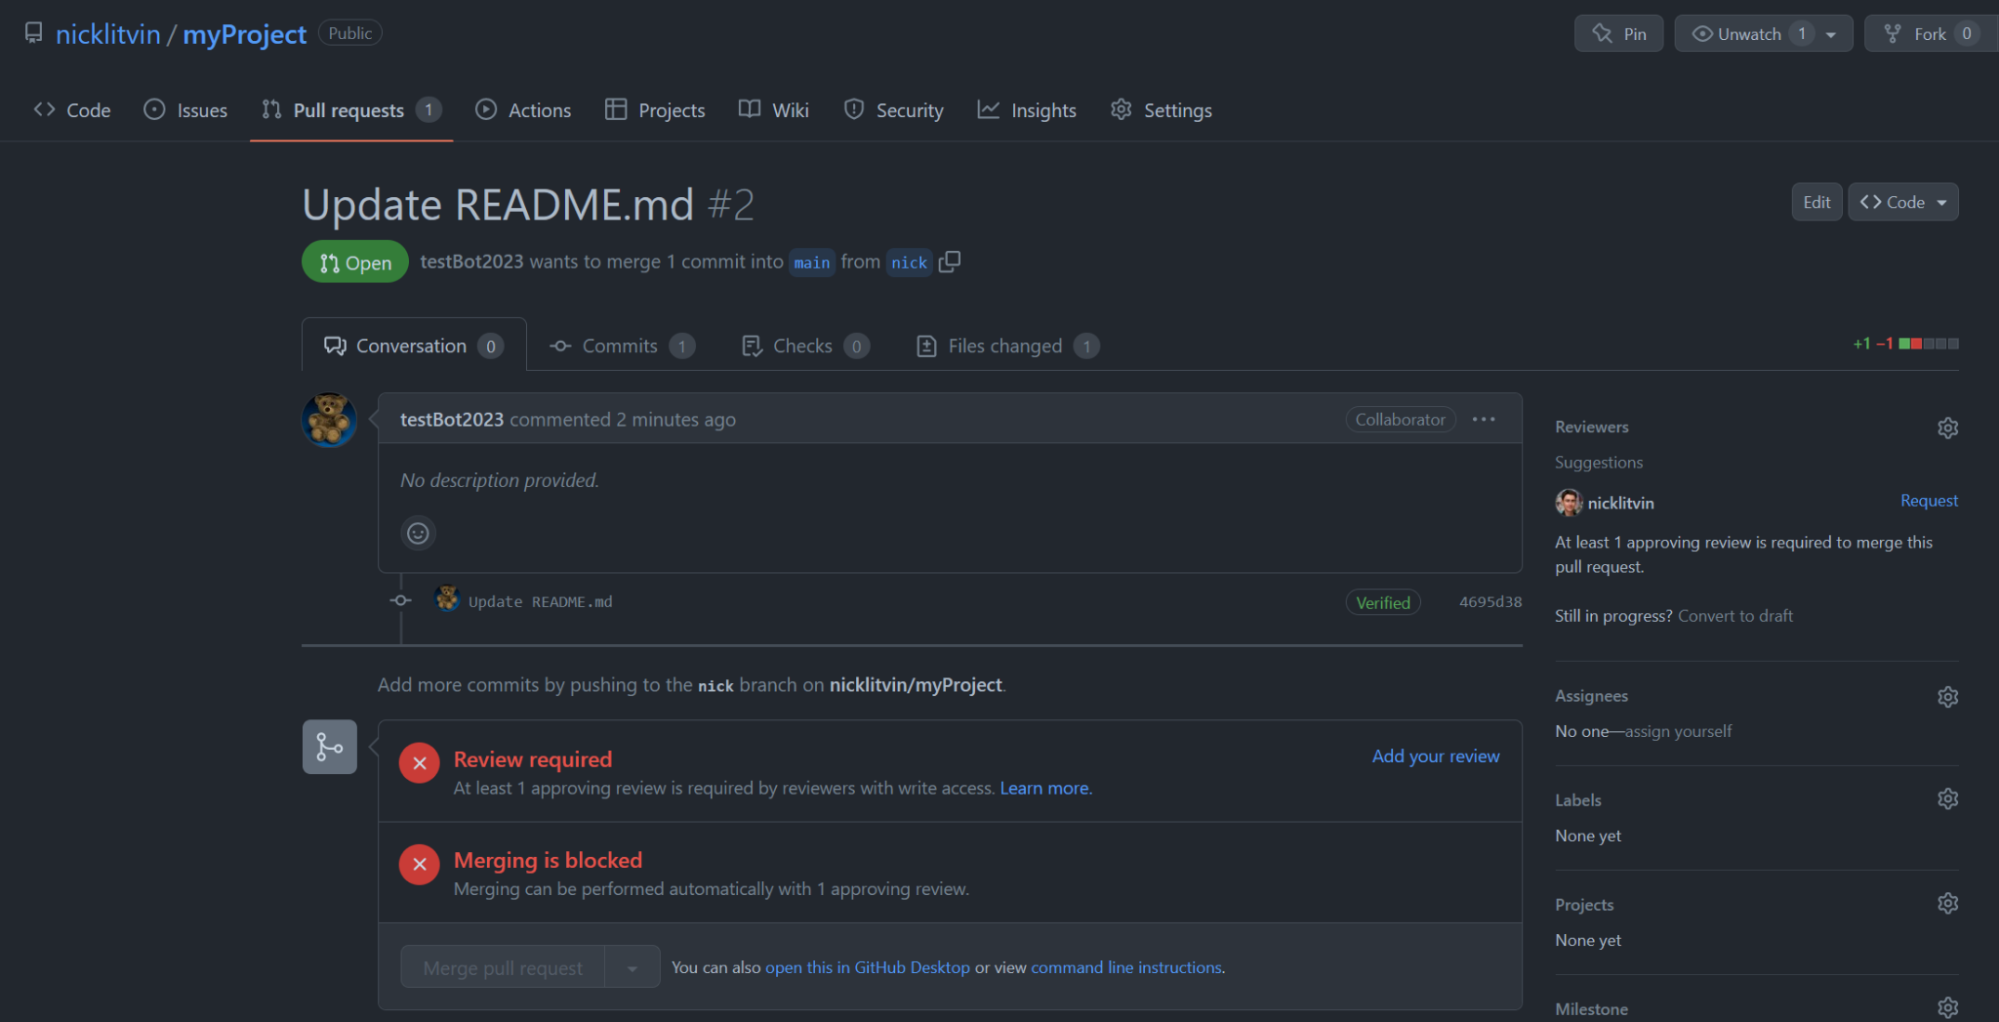 nicklitvin / myProject Public
Pin Unwatch 1 Fork 0
Code Issues Pull requests 1 Actions Projects Wiki Security Insights Settings
Update README.md #2
Edit Code
Open testBot2023 wants to merge 1 commit into main from nick
Conversation 0 Commits 1 Checks 0 Files changed 1
+1 −1
testBot2023 commented 2 minutes ago Collaborator
No description provided.
Update README.md Verified 4695d38
Add more commits by pushing to the nick branch on nicklitvin/myProject.
Review required
At least 1 approving review is required by reviewers with write access. Learn more.
Add your review
Merging is blocked
Merging can be performed automatically with 1 approving review.
Merge pull request You can also open this in GitHub Desktop or view command line instructions.
Reviewers
Suggestions
nicklitvin Request
At least 1 approving review is required to merge this
pull request.
Still in progress? Convert to draft
Assignees
No one—assign yourself
Labels
None yet
Projects
None yet
Milestone